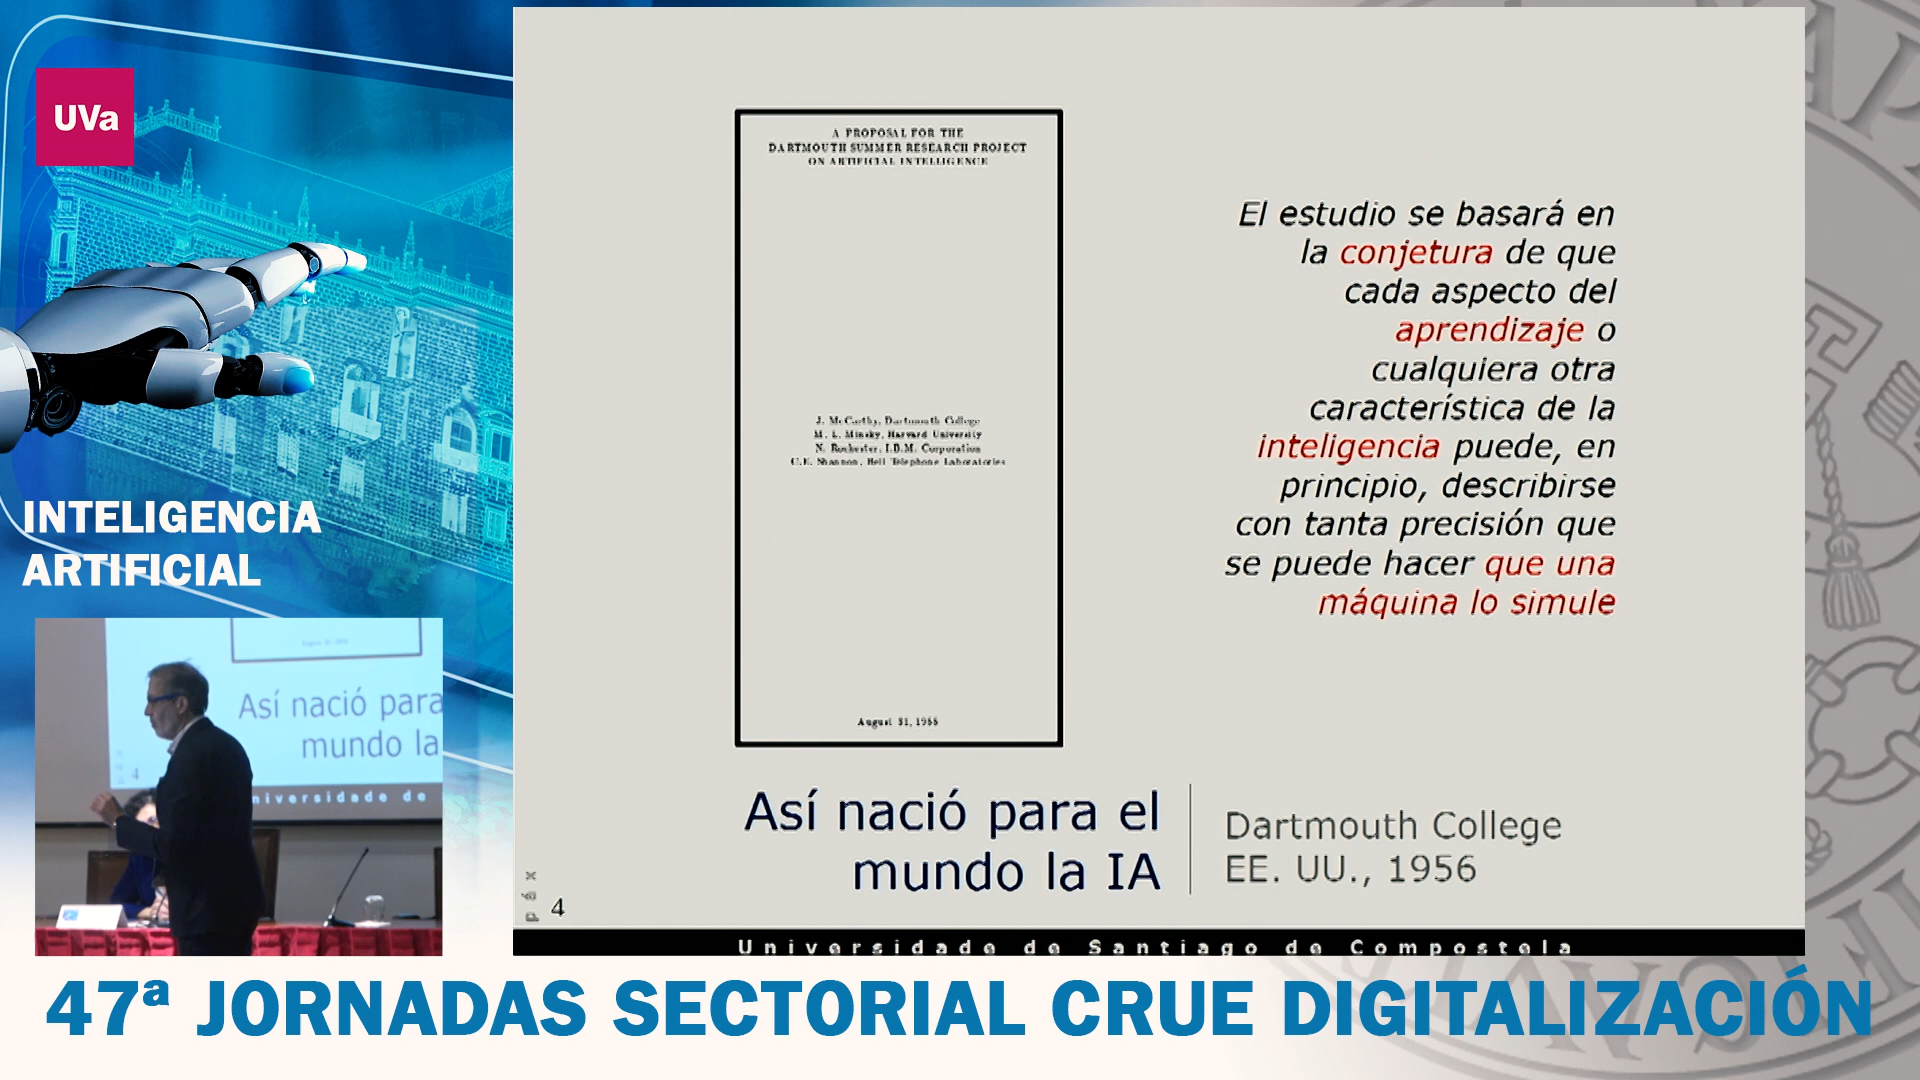 UVa
INTELIGENCIA
ARTIFICIAL
A PROPOSAL FOR THE
DARTMOUTH SUMMER RESEARCH PROJECT
ON ARTIFICIAL INTELLIGENCE
J. McCarthy, Dartmouth College
M. L. Minsky, Harvard University
N. Rochester, I.B.M. Corporation
C.E. Shannon, Bell Telephone Laboratories
August 31, 1955
El estudio se basará en
la conjetura de que
cada aspecto del
aprendizaje o
cualquiera otra
característica de la
inteligencia puede, en
principio, describirse
con tanta precisión que
se puede hacer que una
máquina lo simule
Así nació para el
mundo la IA
Dartmouth College
EE. UU., 1956
pág
4
Universidade de Santiago de Compostela
Así nació para
mundo la
4
niversidade de
47ª JORNADAS SECTORIAL CRUE DIGITALIZACIÓN